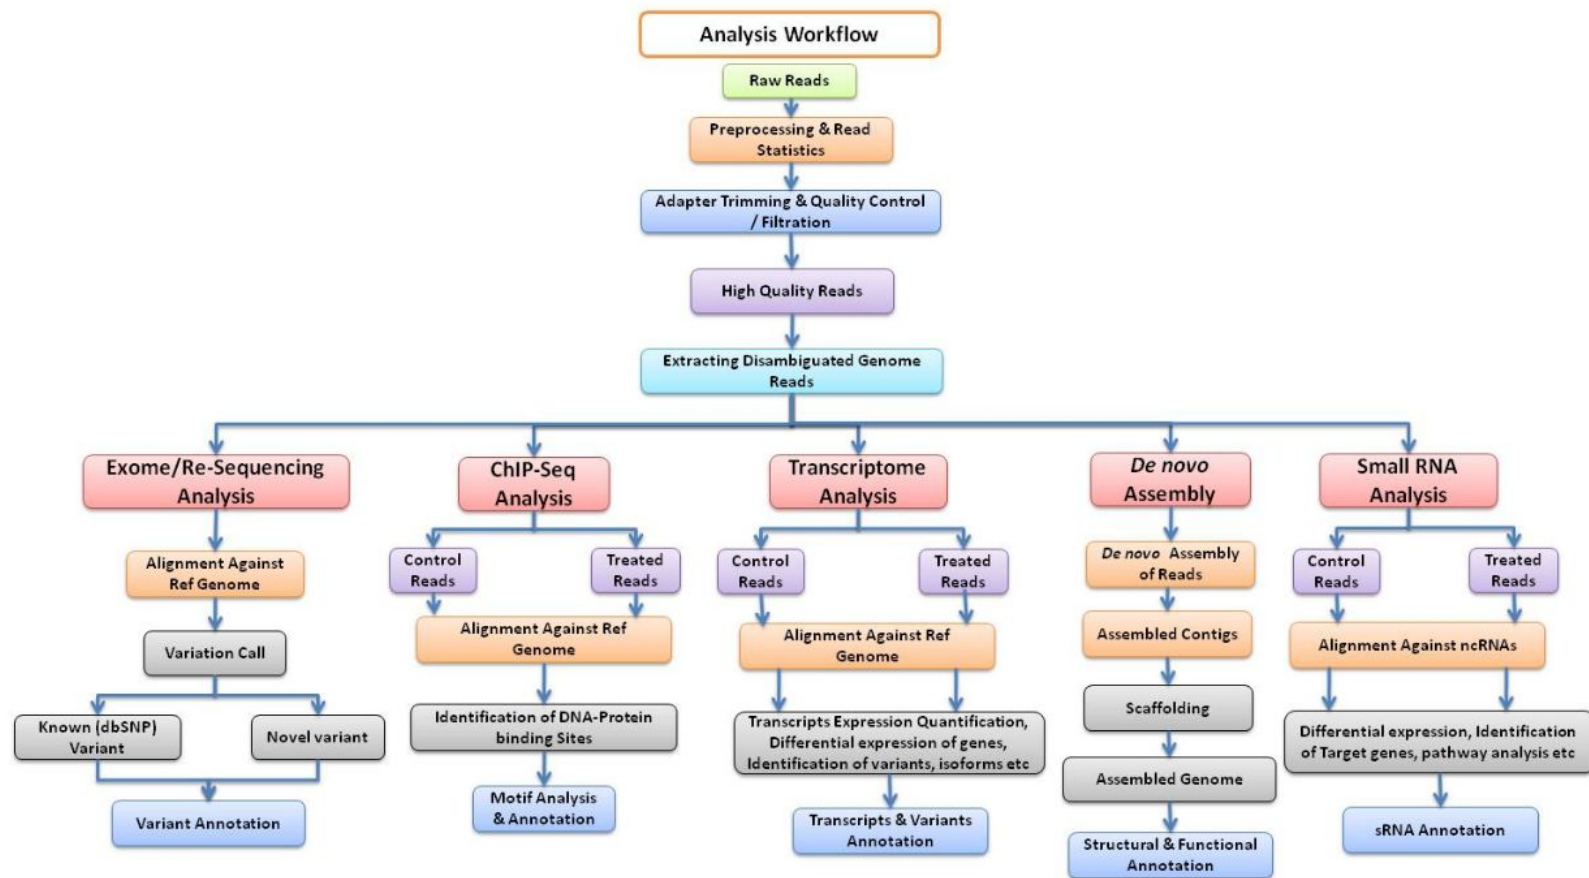 Analysis Workflow
Raw Reads
Preprocessing & Read
Statistics
Adapter Trimming & Quality Control
/ Filtration
High Quality Reads
Extracting Disambiguated Genome
Reads
Exome/Re-Sequencing
Analysis
Alignment Against
Ref Genome
Variation Call
Known (dbSNP)
Variant
Novel variant
Variant Annotation
ChIP-Seq
Analysis
Control
Reads
Treated
Reads
Alignment Against Ref
Genome
Identification of DNA-Protein
binding Sites
Motif Analysis
& Annotation
Transcriptome
Analysis
Control
Reads
Treated
Reads
Alignment Against Ref
Genome
Transcripts Expression Quantification,
Differential expression of genes,
Identification of variants, isoforms etc
Transcripts & Variants
Annotation
De novo
Assembly
De novo Assembly
of Reads
Assembled Contigs
Scaffolding
Assembled Genome
Structural & Functional
Annotation
Small RNA
Analysis
Control
Reads
Treated
Reads
Alignment Against ncRNAs
Differential expression, Identification
of Target genes, pathway analysis etc
sRNA Annotation